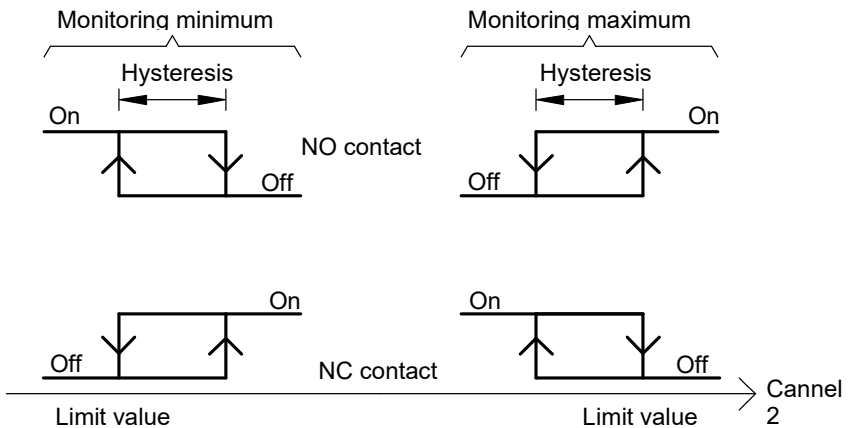 Monitoring minimum
Monitoring maximum
Hysteresis
Hysteresis
On
On
NO contact
Off
Off
On
On
Off
NC contact
Off
Cannel
2
Limit value
Limit value